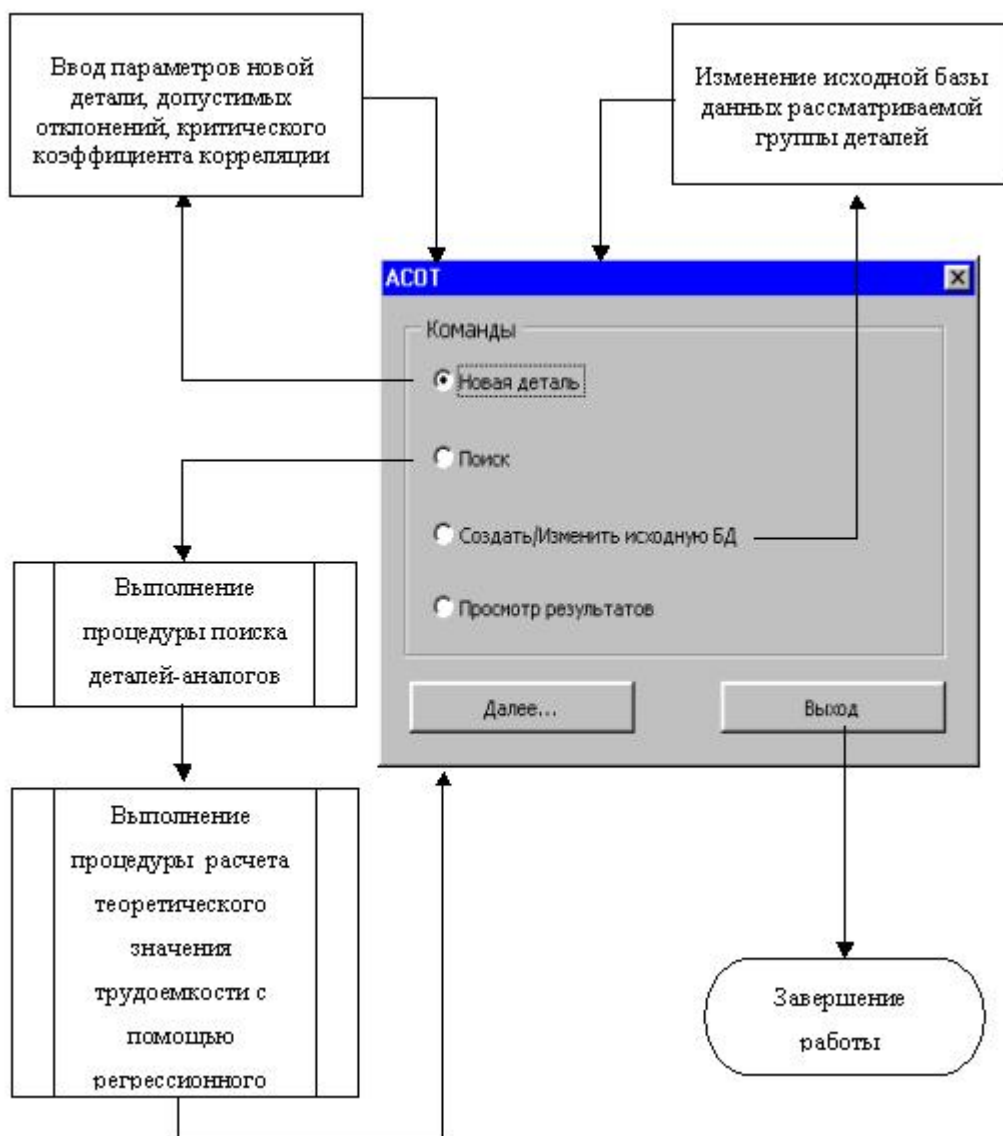 Ввод параметров новой
детали, допустимых
отклонений, критического
коэффициента корреляции
Изменение исходной базы
данных рассматриваемой
группы деталей
АСОТ
Команды
Новая деталь
Поиск
Создать/Изменить исходную БД
Просмотр результатов
Далее...
Выход
Выполнение
процедуры поиска
деталей-аналогов
Выполнение
процедуры расчета
теоретического
значения
трудоемкости с
помощью
регрессионного
Завершение
работы